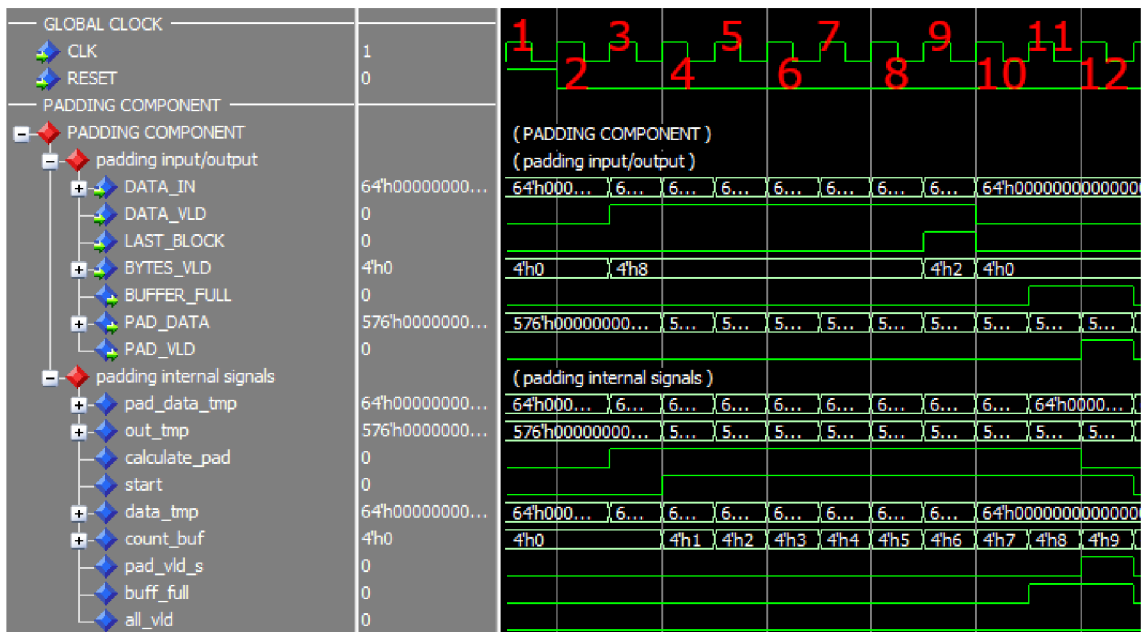 GLOBAL CLOCK
CLK 1
RESET 0
1 2 3 4 5 6 7 8 9 10 11 12
PADDING COMPONENT
PADDING COMPONENT ( PADDING COMPONENT )
padding input/output ( padding input/output )
DATA_IN 64'h00000000... 64'h000... 6... 6... 6... 6... 6... 6... 6... 64'h0000000000000
DATA_VLD 0
LAST_BLOCK 0
BYTES_VLD 4'h0 4'h0 4'h8 4'h2 4'h0
BUFFER_FULL 0
PAD_DATA 576'h0000000... 576'h00000000... 5... 5... 5... 5... 5... 5... 5... 5... 5...
PAD_VLD 0
padding internal signals ( padding internal signals )
pad_data_tmp 64'h00000000... 64'h000... 6... 6... 6... 6... 6... 6... 6... 6... 64'h0000...
out_tmp 576'h0000000... 576'h00000000... 5... 5... 5... 5... 5... 5... 5... 5... 5...
calculate_pad 0
start 0
data_tmp 64'h00000000... 64'h000... 6... 6... 6... 6... 6... 6... 6... 64'h0000000000000
count_buf 4'h0 4'h0 4'h1 4'h2 4'h3 4'h4 4'h5 4'h6 4'h7 4'h8 4'h9
pad_vld_s 0
buff_full 0
all_vld 0